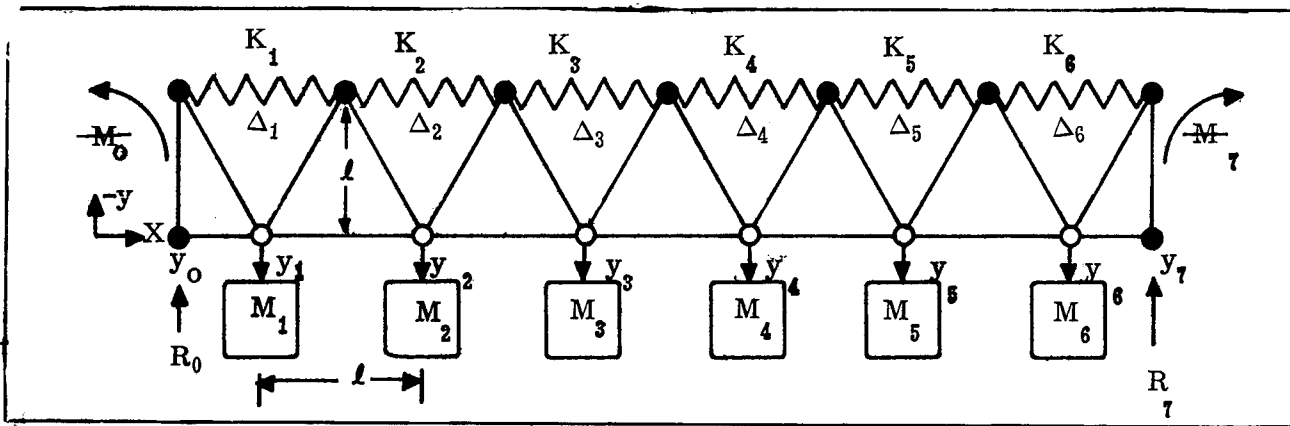 K₁ K₂ K₃ K₄ K₅ K₆
Δ₁ Δ₂ Δ₃ Δ₄ Δ₅ Δ₆
M₀ M₇
ℓ
-y
X
y₀ y₁ y₂ y₃ y₄ y₅ y₆ y₇
M₁ M₂ M₃ M₄ M₅ M₆
R₀ ℓ R₇